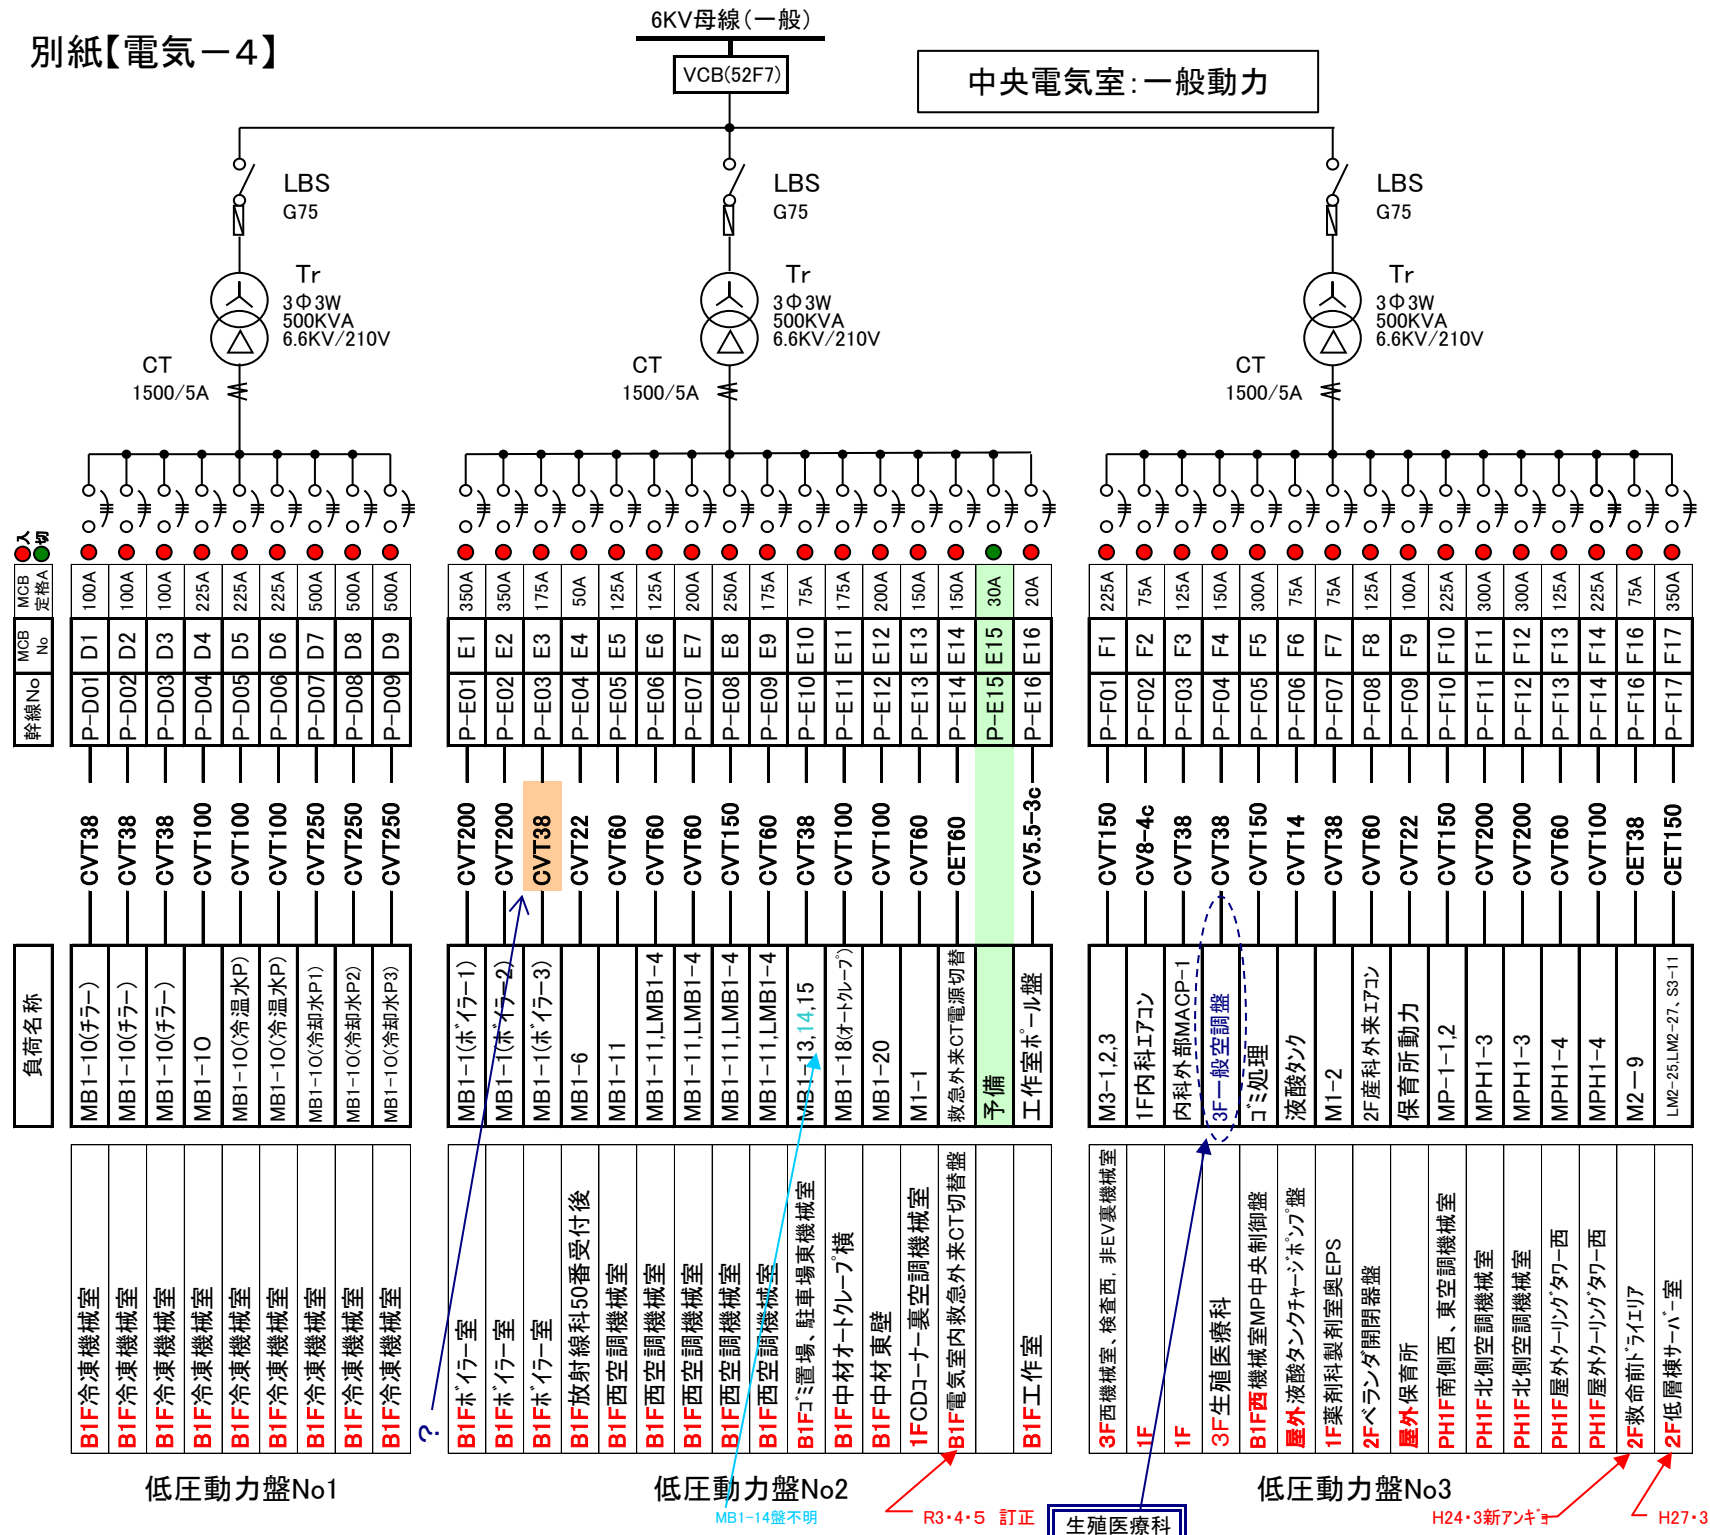 別紙【電気－4】
6KV母線(一般)
VCB(52F7)
中央電気室：一般動力
LBS
G75
Tr
3Φ3W
500KVA
6.6KV/210V
CT
1500/5A
LBS
G75
Tr
3Φ3W
500KVA
6.6KV/210V
CT
1500/5A
LBS
G75
Tr
3Φ3W
500KVA
6.6KV/210V
CT
1500/5A
入
切
MCB
定格A
100A 100A 100A 225A 225A 225A 500A 500A 500A
350A 350A 175A 50A 125A 125A 200A 250A 175A 75A 175A 200A 150A 150A 30A 20A
225A 75A 125A 150A 300A 75A 75A 125A 100A 225A 300A 300A 125A 225A 75A 350A
MCB
No
D1 D2 D3 D4 D5 D6 D7 D8 D9
E1 E2 E3 E4 E5 E6 E7 E8 E9 E10 E11 E12 E13 E14 E15 E16
F1 F2 F3 F4 F5 F6 F7 F8 F9 F10 F11 F12 F13 F14 F16 F17
幹線No
P-D01 P-D02 P-D03 P-D04 P-D05 P-D06 P-D07 P-D08 P-D09
P-E01 P-E02 P-E03 P-E04 P-E05 P-E06 P-E07 P-E08 P-E09 P-E10 P-E11 P-E12 P-E13 P-E14 P-E15 P-E16
P-F01 P-F02 P-F03 P-F04 P-F05 P-F06 P-F07 P-F08 P-F09 P-F10 P-F11 P-F12 P-F13 P-F14 P-F16 P-F17
CVT38 CVT38 CVT38 CVT100 CVT100 CVT100 CVT250 CVT250 CVT250
CVT200 CVT200 CVT38 CVT22 CVT60 CVT60 CVT60 CVT150 CVT60 CVT38 CVT100 CVT100 CVT60 CET60 CV5.5-3c
CVT150 CV8-4c CVT38 CVT38 CVT150 CVT14 CVT38 CVT60 CVT22 CVT150 CVT200 CVT200 CVT60 CVT100 CET38 CET150
負荷名称
MB1-10(チラー)
MB1-10(チラー)
MB1-10(チラー)
MB1-10
MB1-10(冷温水P)
MB1-10(冷温水P)
MB1-10(冷却水P1)
MB1-10(冷却水P2)
MB1-10(冷却水P3)
MB1-1(ボイラー1)
MB1-1(ボイラー2)
MB1-1(ボイラー3)
MB1-6
MB1-11
MB1-11,LMB1-4
MB1-11,LMB1-4
MB1-11,LMB1-4
MB1-11,LMB1-4
MB1-13,14,15
MB1-18(オートクレーブ)
MB1-20
M1-1
救急外来CT電源切替
予備
工作室ポール盤
M3-1,2,3
1F内科エアコン
内科外部MACP-1
3F一般空調盤
ゴミ処理
液酸タンク
M1-2
2F産科外来エアコン
保育所動力
MP-1-1,2
MPH1-3
MPH1-3
MPH1-4
MPH1-4
M2－9
LM2-25,LM2-27、S3-11
B1F冷凍機械室
B1F冷凍機械室
B1F冷凍機械室
B1F冷凍機械室
B1F冷凍機械室
B1F冷凍機械室
B1F冷凍機械室
B1F冷凍機械室
B1F冷凍機械室
?
B1Fボイラー室
B1Fボイラー室
B1Fボイラー室
B1F放射線科50番受付後
B1F西空調機械室
B1F西空調機械室
B1F西空調機械室
B1F西空調機械室
B1F西空調機械室
B1Fゴミ置場、駐車場東機械室
B1F中材オートクレーブ横
B1F中材東壁
1FCDコーナー裏空調機械室
B1F電気室内救急外来CT切替盤
B1F工作室
3F西機械室、検査西，非EV裏機械室
1F
1F
3F生殖医療科
B1F西機械室MP中央制御盤
屋外液酸タンクチャージポンプ盤
1F薬剤科製剤室奥EPS
2Fベランダ開閉器盤
屋外保育所
PH1F南側西、東空調機械室
PH1F北側空調機械室
PH1F北側空調機械室
PH1F屋外クーリングタワー西
PH1F屋外クーリングタワー西
2F救命前ドライエリア
2F低層棟サーバー室
低圧動力盤No1
低圧動力盤No2
低圧動力盤No3
MB1-14盤不明
R3・4・5 訂正
生殖医療科
H24・3新アンギオ
H27・3